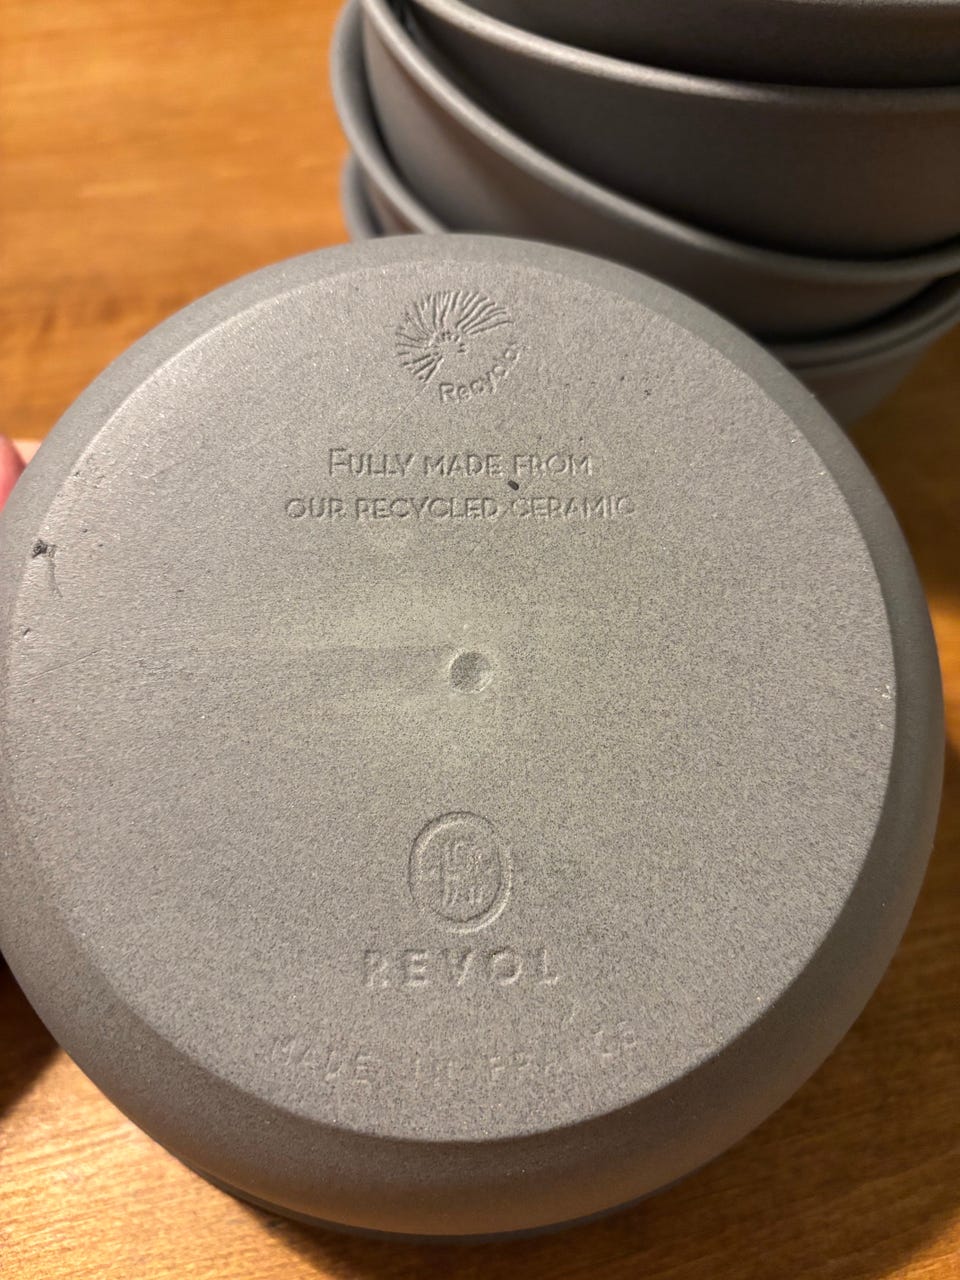 Recyclay
FULLY MADE FROM
OUR RECYCLED CERAMIC
REVOL
MADE IN FRANCE